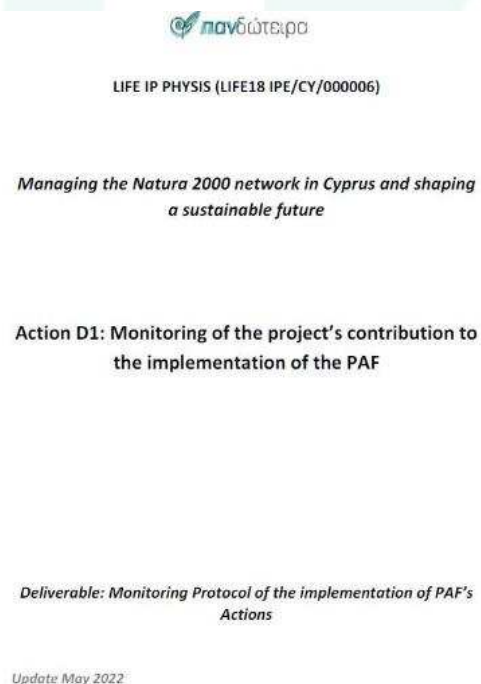 πανδώτειρα
LIFE IP PHYSIS (LIFE18 IPE/CY/000006)
Managing the Natura 2000 network in Cyprus and shaping
a sustainable future
Action D1: Monitoring of the project's contribution to
the implementation of the PAF
Deliverable: Monitoring Protocol of the implementation of PAF's
Actions
Update May 2022